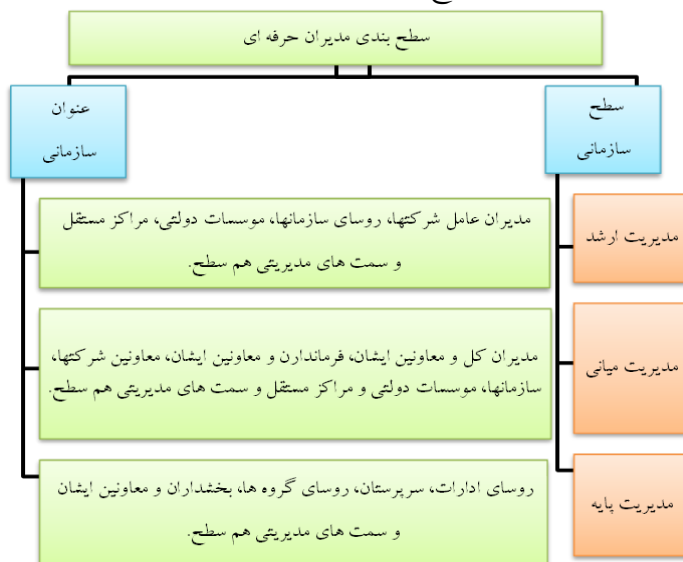 سطح بندی مدیران حرفه ای
سطح
سازمانی
عنوان
سازمانی
مدیریت ارشد
مدیران عامل شرکتها، روسای سازمانها، موسسات دولتی، مراکز مستقل
و سمت های مدیریتی هم سطح.
مدیریت میانی
مدیران کل و معاونین ایشان، فرماندارن و معاونین ایشان، معاونین شرکتها،
سازمانها، موسسات دولتی و مراکز مستقل و سمت های مدیریتی هم سطح.
مدیریت پایه
روسای ادارات، سرپرستان، روسای گروه ها، بخشداران و معاونین ایشان
و سمت های مدیریتی هم سطح.